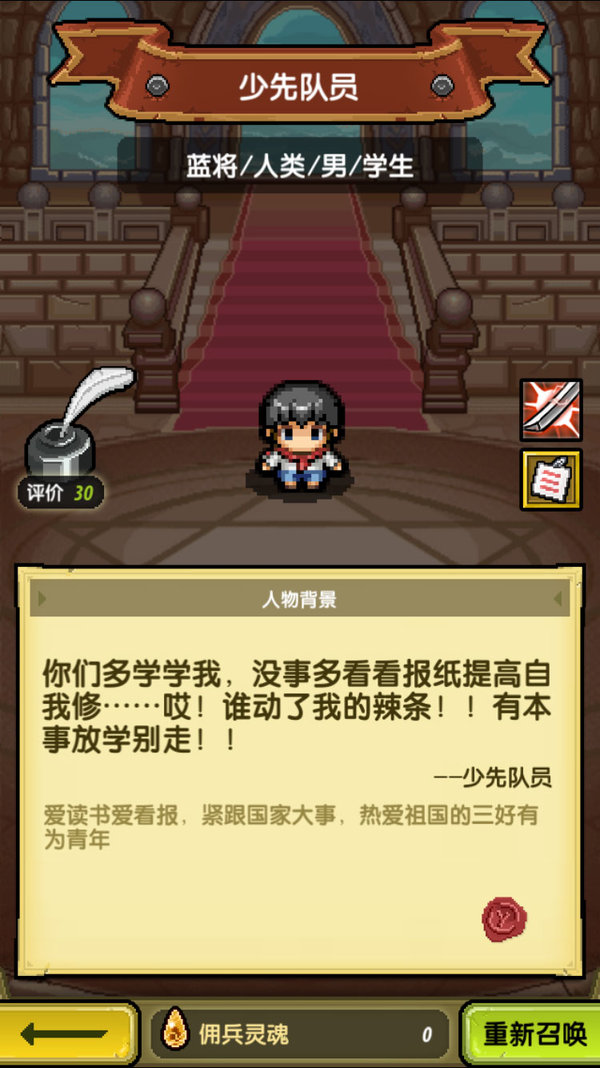 少先队员
蓝将/人类/男/学生
评价 30
人物背景
你们多学学我，没事多看看报纸提高自
我修……哎！谁动了我的辣条！！有本
事放学别走！！
--少先队员
爱读书爱看报，紧跟国家大事，热爱祖国的三好有
为青年
Y
佣兵灵魂 0
重新召唤